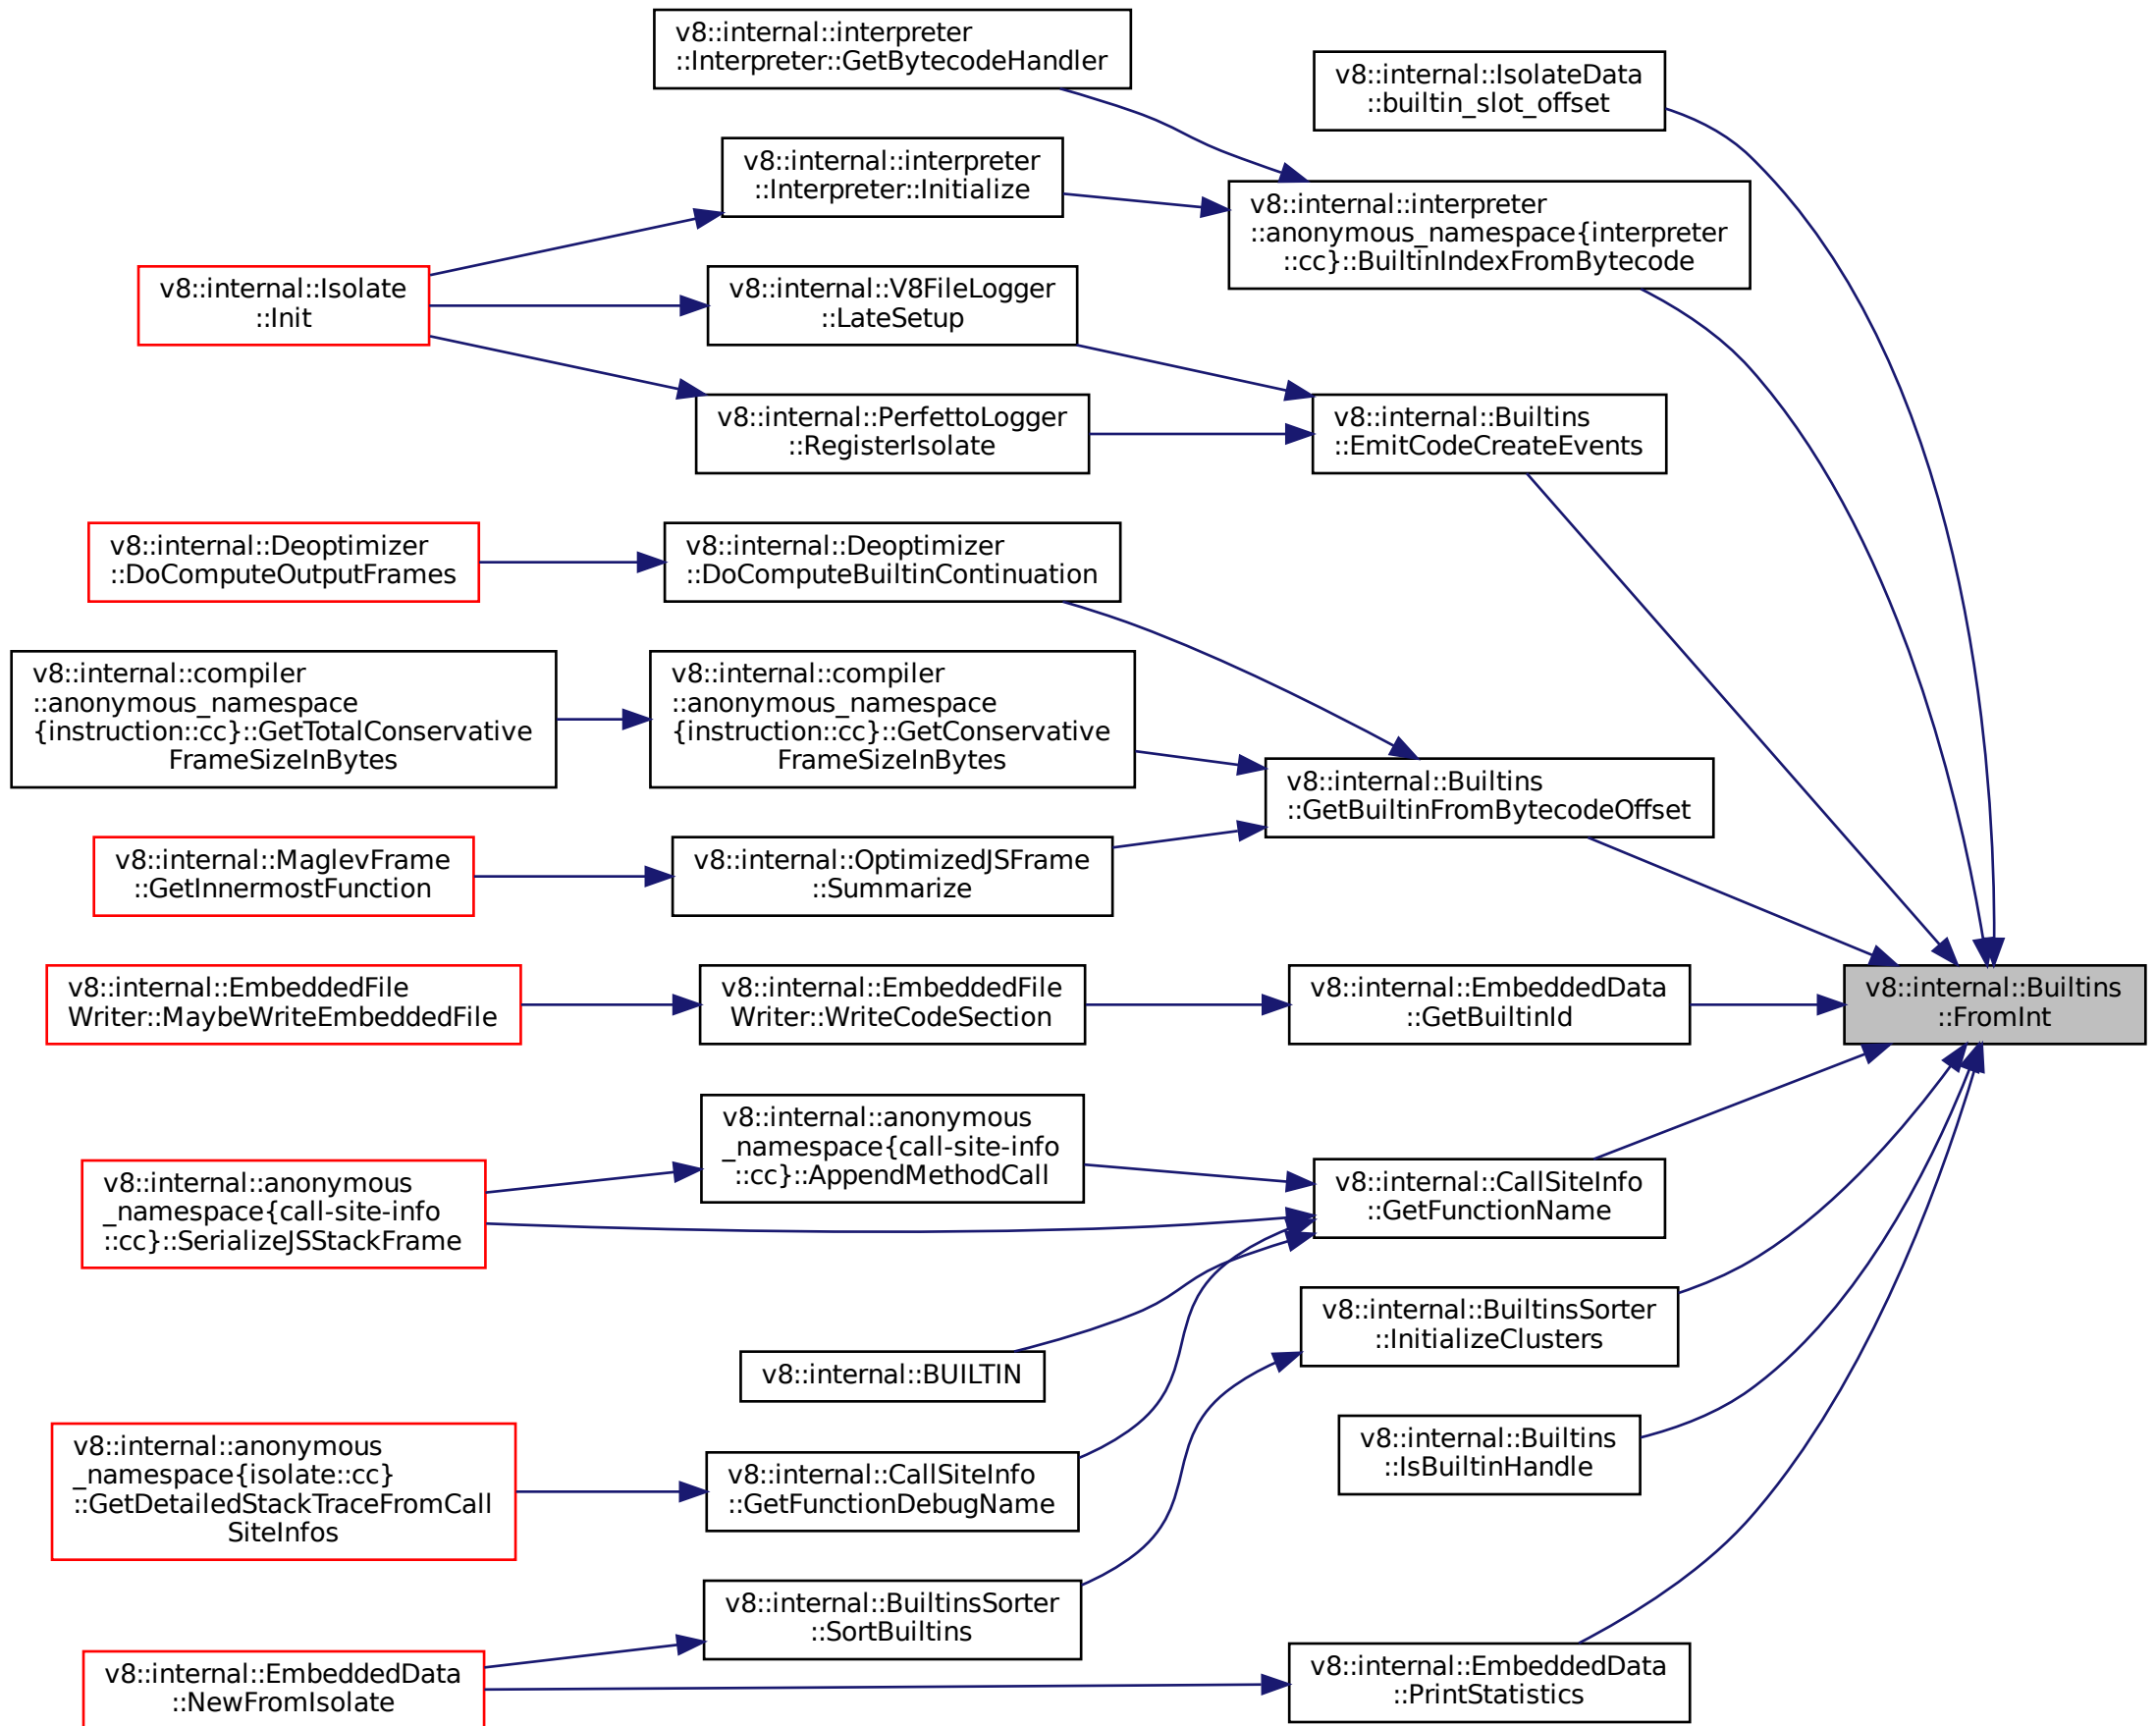 v8::internal::interpreter
::Interpreter::GetBytecodeHandler
v8::internal::IsolateData
::builtin_slot_offset
v8::internal::interpreter
::Interpreter::Initialize
v8::internal::interpreter
::anonymous_namespace{interpreter
::cc}::BuiltinIndexFromBytecode
v8::internal::Isolate
::Init
v8::internal::V8FileLogger
::LateSetup
v8::internal::PerfettoLogger
::RegisterIsolate
v8::internal::Builtins
::EmitCodeCreateEvents
v8::internal::Deoptimizer
::DoComputeOutputFrames
v8::internal::Deoptimizer
::DoComputeBuiltinContinuation
v8::internal::compiler
::anonymous_namespace
{instruction::cc}::GetTotalConservative
FrameSizeInBytes
v8::internal::compiler
::anonymous_namespace
{instruction::cc}::GetConservative
FrameSizeInBytes
v8::internal::Builtins
::GetBuiltinFromBytecodeOffset
v8::internal::MaglevFrame
::GetInnermostFunction
v8::internal::OptimizedJSFrame
::Summarize
v8::internal::EmbeddedFile
Writer::MaybeWriteEmbeddedFile
v8::internal::EmbeddedFile
Writer::WriteCodeSection
v8::internal::EmbeddedData
::GetBuiltinId
v8::internal::Builtins
::FromInt
v8::internal::anonymous
_namespace{call-site-info
::cc}::AppendMethodCall
v8::internal::anonymous
_namespace{call-site-info
::cc}::SerializeJSStackFrame
v8::internal::CallSiteInfo
::GetFunctionName
v8::internal::BUILTIN
v8::internal::BuiltinsSorter
::InitializeClusters
v8::internal::anonymous
_namespace{isolate::cc}
::GetDetailedStackTraceFromCall
SiteInfos
v8::internal::CallSiteInfo
::GetFunctionDebugName
v8::internal::Builtins
::IsBuiltinHandle
v8::internal::BuiltinsSorter
::SortBuiltins
v8::internal::EmbeddedData
::NewFromIsolate
v8::internal::EmbeddedData
::PrintStatistics